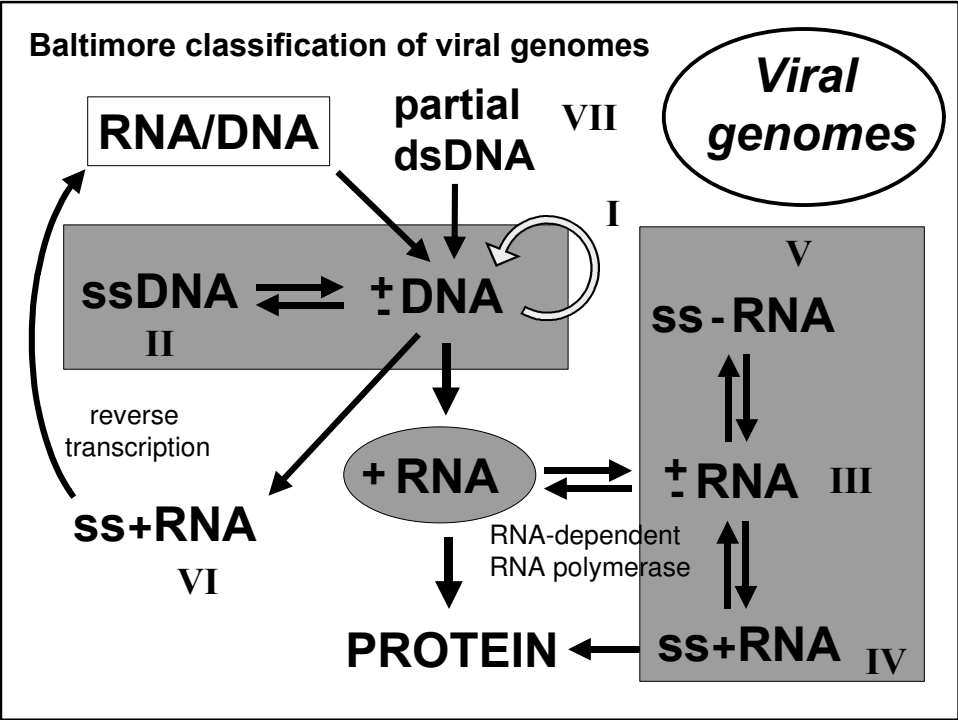 Baltimore classification of viral genomes
Viral
genomes
RNA/DNA
partial
dsDNA
VII
I
ssDNA
II
± DNA
V
ss - RNA
reverse
transcription
+ RNA
± RNA
III
ss+RNA
VI
RNA-dependent
RNA polymerase
PROTEIN
ss+RNA
IV